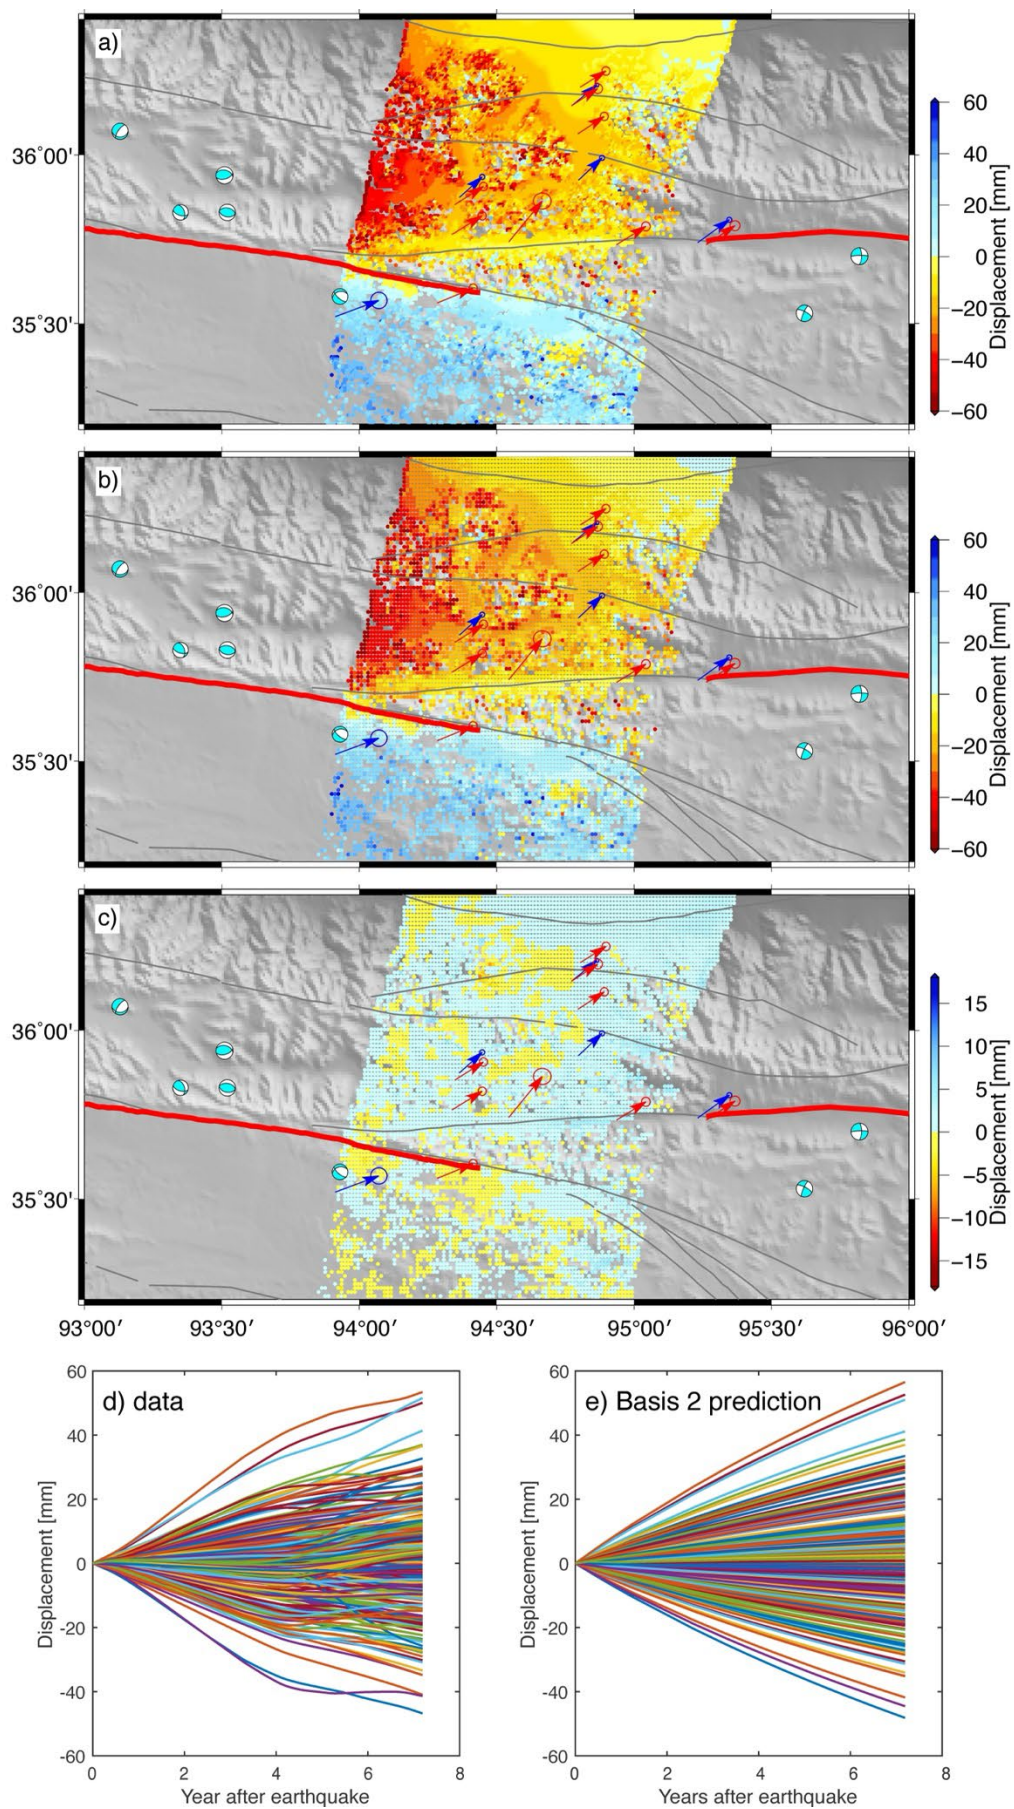 a)
36°00′
35°30′
60
40
20
0
−20
−40
−60
Displacement [mm]
b)
36°00′
35°30′
60
40
20
0
−20
−40
−60
Displacement [mm]
c)
36°00′
35°30′
15
10
5
0
−5
−10
−15
Displacement [mm]
93°00′ 93°30′ 94°00′ 94°30′ 95°00′ 95°30′ 96°00′
d) data
60
40
20
0
-20
-40
-60
Displacement [mm]
0 2 4 6 8
Year after earthquake
e) Basis 2 prediction
60
40
20
0
-20
-40
-60
Displacement [mm]
0 2 4 6 8
Years after earthquake